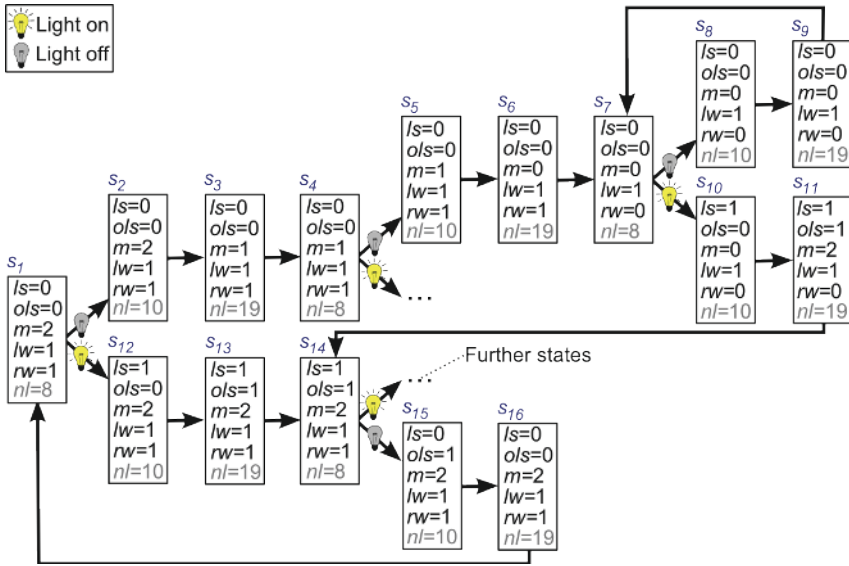 Light on
Light off
s1
ls=0
ols=0
m=2
lw=1
rw=1
nl=8
s2
ls=0
ols=0
m=2
lw=1
rw=1
nl=10
s3
ls=0
ols=0
m=1
lw=1
rw=1
nl=19
s4
ls=0
ols=0
m=1
lw=1
rw=1
nl=8
...
s5
ls=0
ols=0
m=1
lw=1
rw=1
nl=10
s6
ls=0
ols=0
m=0
lw=1
rw=1
nl=19
s7
ls=0
ols=0
m=0
lw=1
rw=0
nl=8
s8
ls=0
ols=0
m=0
lw=1
rw=0
nl=10
s9
ls=0
ols=0
m=0
lw=1
rw=0
nl=19
s10
ls=1
ols=0
m=0
lw=1
rw=0
nl=10
s11
ls=1
ols=1
m=2
lw=1
rw=0
nl=19
s12
ls=1
ols=0
m=2
lw=1
rw=1
nl=10
s13
ls=1
ols=1
m=2
lw=1
rw=1
nl=19
s14
ls=1
ols=1
m=2
lw=1
rw=1
nl=8
...
Further states
s15
ls=0
ols=1
m=2
lw=1
rw=1
nl=10
s16
ls=0
ols=0
m=2
lw=1
rw=1
nl=19